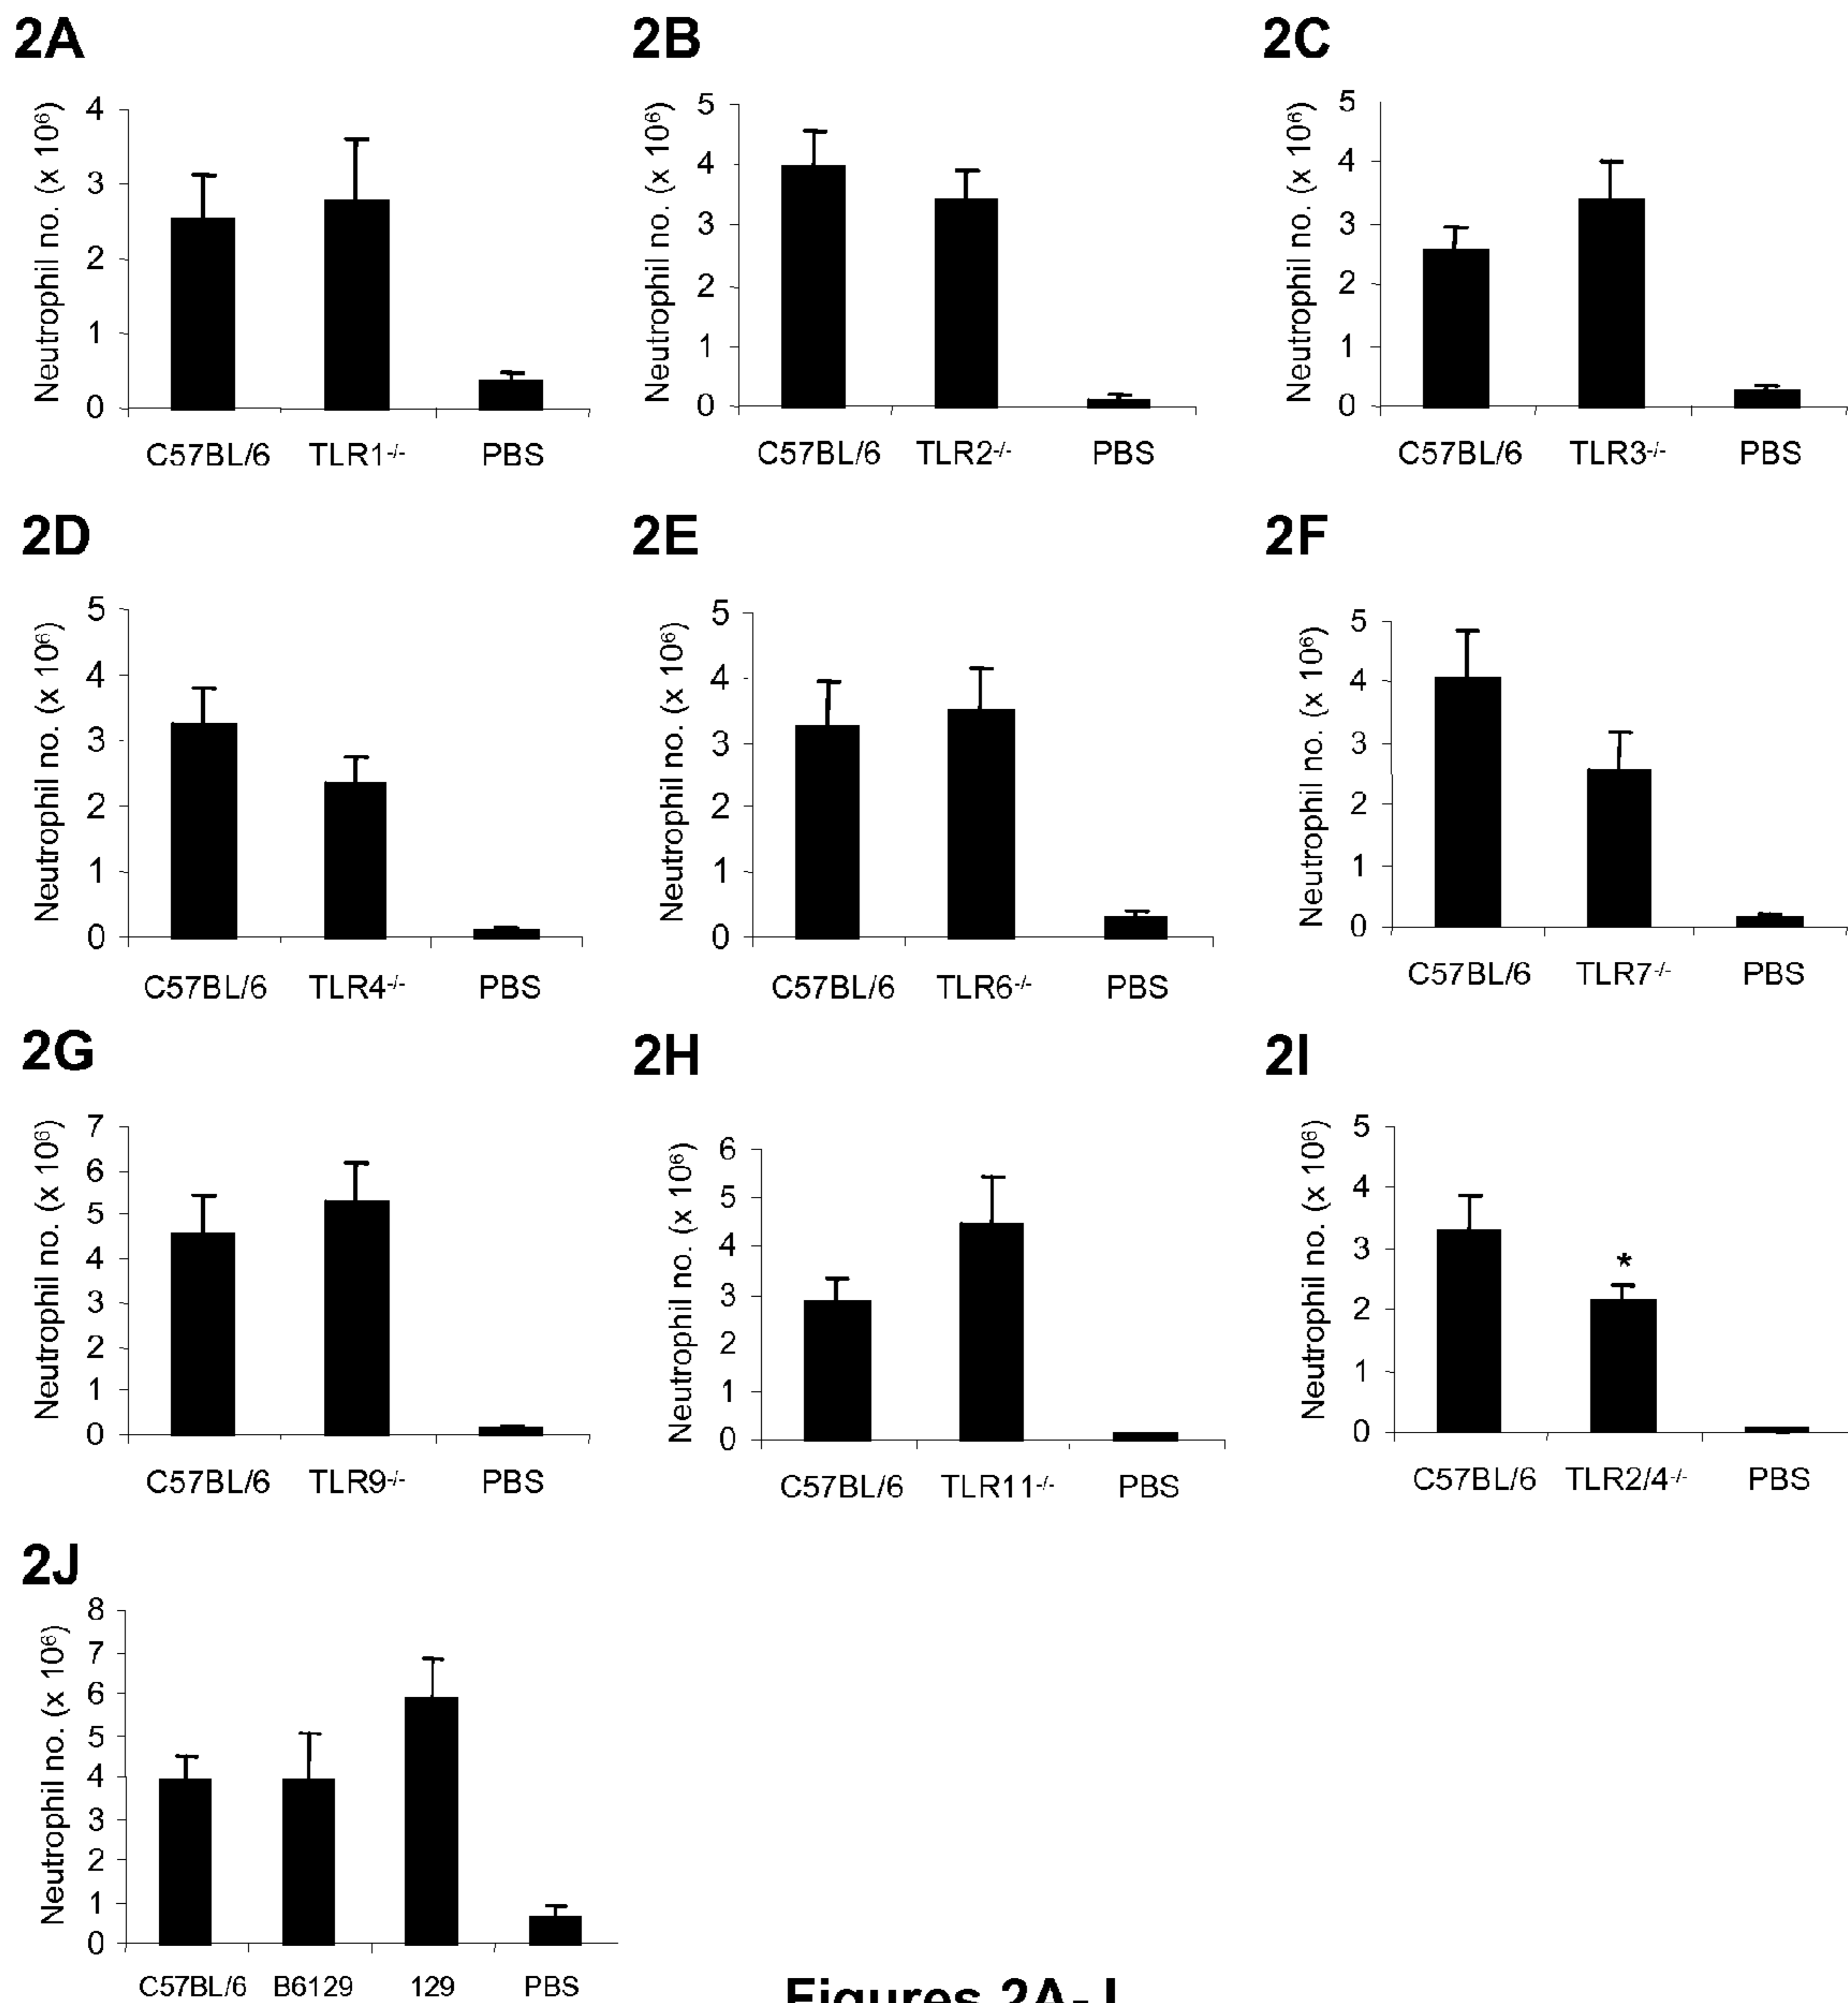 2A
Neutrophil no. (x 10⁶)
4
3
2
1
0
C57BL/6 TLR1-/- PBS
2B
Neutrophil no. (x 10⁶)
5
4
3
2
1
0
C57BL/6 TLR2-/- PBS
2C
Neutrophil no. (x 10⁶)
5
4
3
2
1
0
C57BL/6 TLR3-/- PBS
2D
Neutrophil no. (x 10⁶)
5
4
3
2
1
0
C57BL/6 TLR4-/- PBS
2E
Neutrophil no. (x 10⁶)
5
4
3
2
1
0
C57BL/6 TLR6-/- PBS
2F
Neutrophil no. (x 10⁶)
5
4
3
2
1
0
C57BL/6 TLR7-/- PBS
2G
Neutrophil no. (x 10⁶)
7
6
5
4
3
2
1
0
C57BL/6 TLR9-/- PBS
2H
Neutrophil no. (x 10⁶)
6
5
4
3
2
1
0
C57BL/6 TLR11-/- PBS
2I
Neutrophil no. (x 10⁶)
5
4
3
2
1
0
*
C57BL/6 TLR2/4-/- PBS
2J
Neutrophil no. (x 10⁶)
8
7
6
5
4
3
2
1
0
C57BL/6 B6129 129 PBS
Figures 2A-